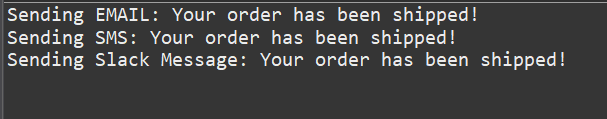 Sending EMAIL: Your order has been shipped!
Sending SMS: Your order has been shipped!
Sending Slack Message: Your order has been shipped!